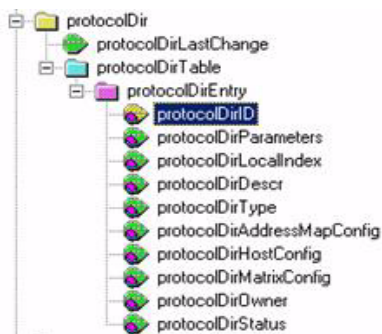 protocolDir
protocolDirLastChange
protocolDirTable
protocolDirEntry
protocolDirID
protocolDirParameters
protocolDirLocalIndex
protocolDirDescr
protocolDirType
protocolDirAddressMapConfig
protocolDirHostConfig
protocolDirMatrixConfig
protocolDirOwner
protocolDirStatus